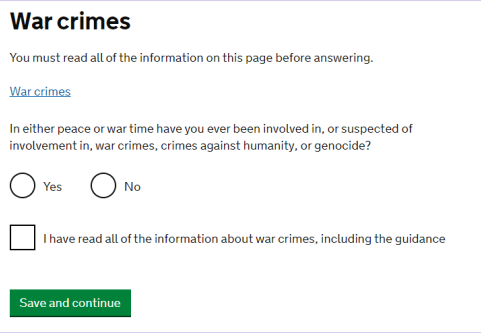 War crimes
You must read all of the information on this page before answering.
War crimes
In either peace or war time have you ever been involved in, or suspected of
involvement in, war crimes, crimes against humanity, or genocide?
Yes No
I have read all of the information about war crimes, including the guidance
Save and continue